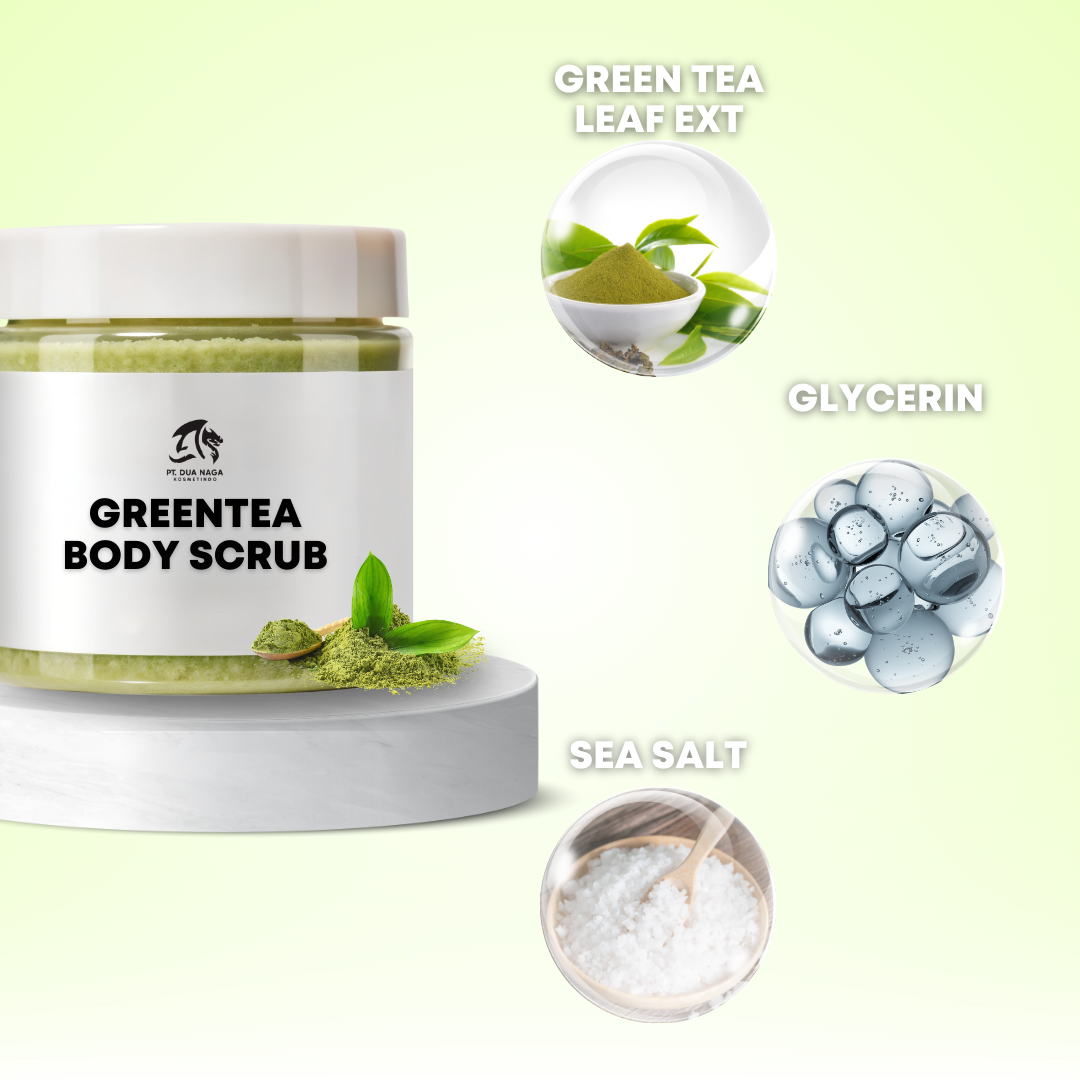 GREEN TEA
LEAF EXT
GLYCERIN
PT. DUA NAGA
KOSMETINDO
GREENTEA
BODY SCRUB
SEA SALT